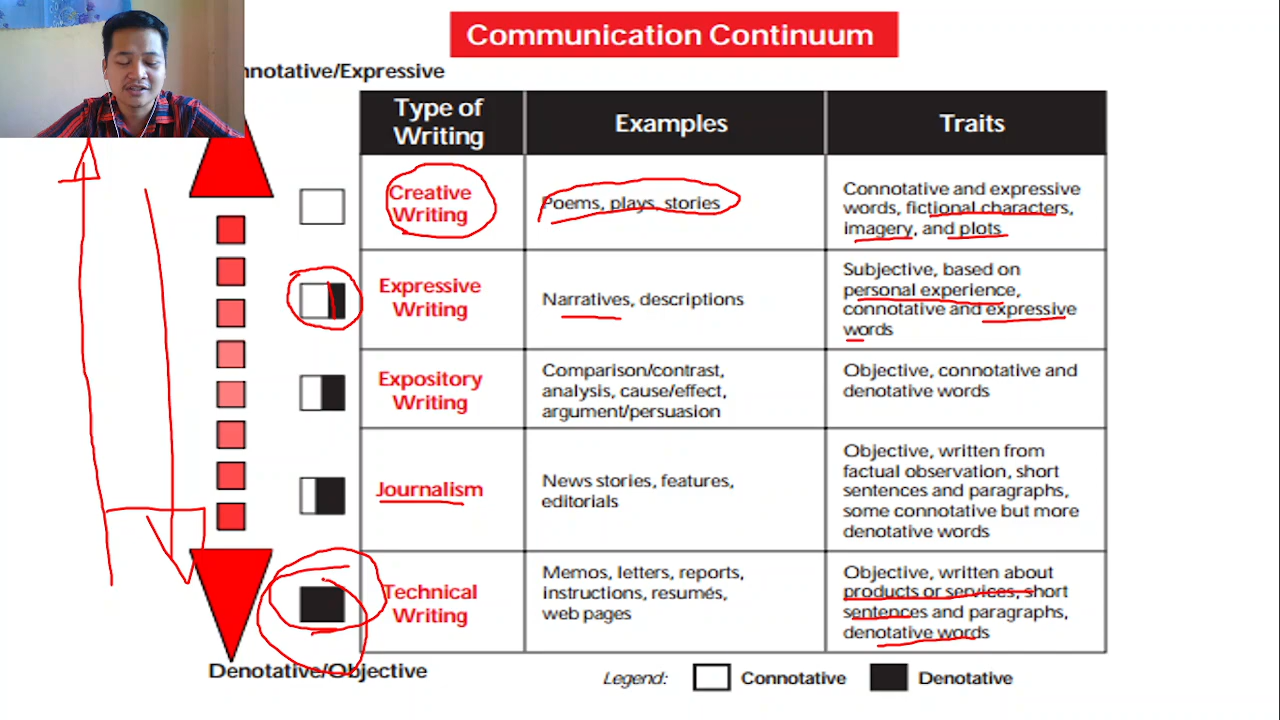 Communication Continuum
nnotative/Expressive
Type of
Writing
Examples
Traits
Creative
Writing
Poems, plays, stories
Connotative and expressive
words, fictional characters,
imagery, and plots
Expressive
Writing
Narratives, descriptions
Subjective, based on
personal experience,
connotative and expressive
words
Expository
Writing
Comparison/contrast,
analysis, cause/effect,
argument/persuasion
Objective, connotative and
denotative words
Journalism
News stories, features,
editorials
Objective, written from
factual observation, short
sentences and paragraphs,
some connotative but more
denotative words
Technical
Writing
Memos, letters, reports,
instructions, resumés,
web pages
Objective, written about
products or services, short
sentences and paragraphs,
denotative words
Denotative/Objective
Legend:
Connotative
Denotative